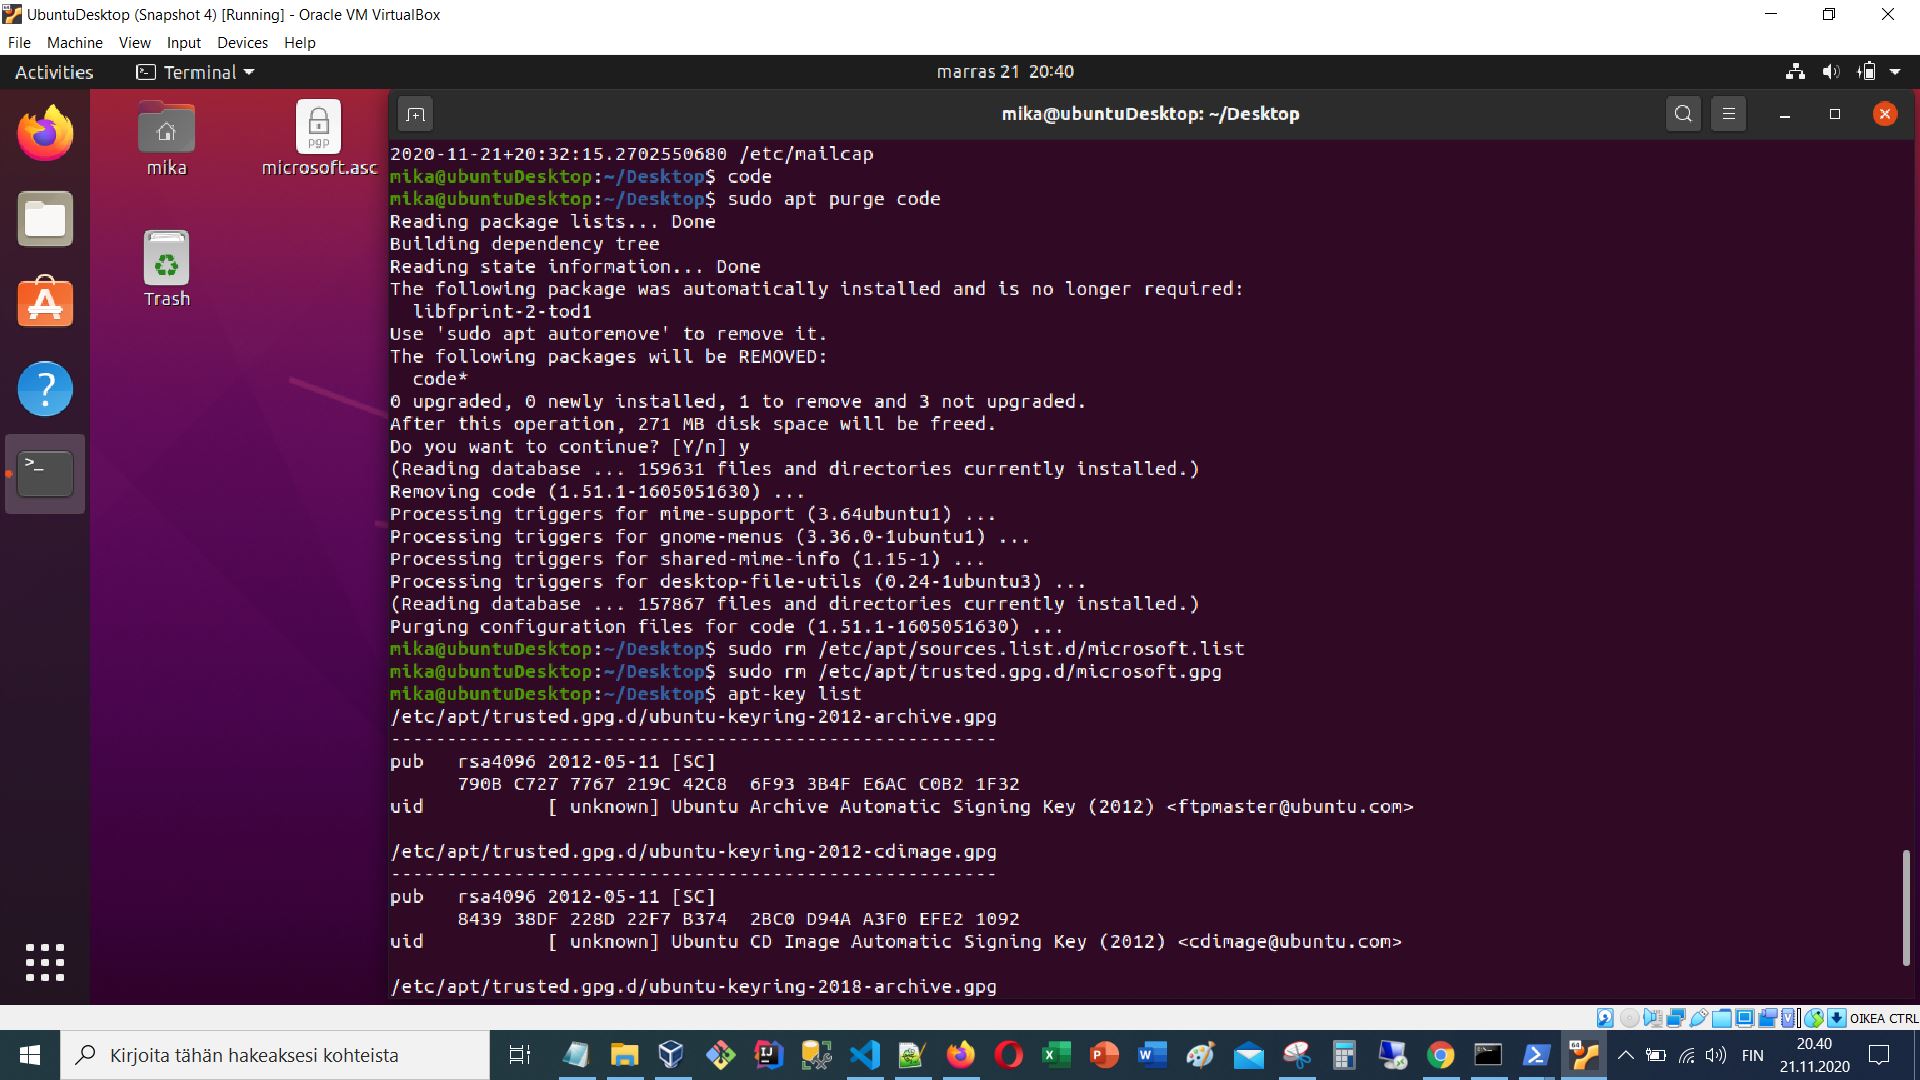 UbuntuDesktop (Snapshot 4) [Running] - Oracle VM VirtualBox
File Machine View Input Devices Help
Activities Terminal marras 21 20:40
mika@ubuntuDesktop: ~/Desktop
mika
pgp
microsoft.asc
Trash
2020-11-21+20:32:15.2702550680 /etc/mailcap
mika@ubuntuDesktop:~/Desktop$ code
mika@ubuntuDesktop:~/Desktop$ sudo apt purge code
Reading package lists... Done
Building dependency tree
Reading state information... Done
The following package was automatically installed and is no longer required:
  libfprint-2-tod1
Use 'sudo apt autoremove' to remove it.
The following packages will be REMOVED:
  code*
0 upgraded, 0 newly installed, 1 to remove and 3 not upgraded.
After this operation, 271 MB disk space will be freed.
Do you want to continue? [Y/n] y
(Reading database ... 159631 files and directories currently installed.)
Removing code (1.51.1-1605051630) ...
Processing triggers for mime-support (3.64ubuntu1) ...
Processing triggers for gnome-menus (3.36.0-1ubuntu1) ...
Processing triggers for shared-mime-info (1.15-1) ...
Processing triggers for desktop-file-utils (0.24-1ubuntu3) ...
(Reading database ... 157867 files and directories currently installed.)
Purging configuration files for code (1.51.1-1605051630) ...
mika@ubuntuDesktop:~/Desktop$ sudo rm /etc/apt/sources.list.d/microsoft.list
mika@ubuntuDesktop:~/Desktop$ sudo rm /etc/apt/trusted.gpg.d/microsoft.gpg
mika@ubuntuDesktop:~/Desktop$ apt-key list
/etc/apt/trusted.gpg.d/ubuntu-keyring-2012-archive.gpg
------------------------------------------------------
pub   rsa4096 2012-05-11 [SC]
      790B C727 7767 219C 42C8  6F93 3B4F E6AC C0B2 1F32
uid           [ unknown] Ubuntu Archive Automatic Signing Key (2012) <ftpmaster@ubuntu.com>
/etc/apt/trusted.gpg.d/ubuntu-keyring-2012-cdimage.gpg
------------------------------------------------------
pub   rsa4096 2012-05-11 [SC]
      8439 38DF 228D 22F7 B374  2BC0 D94A A3F0 EFE2 1092
uid           [ unknown] Ubuntu CD Image Automatic Signing Key (2012) <cdimage@ubuntu.com>
/etc/apt/trusted.gpg.d/ubuntu-keyring-2018-archive.gpg
OIKEA CTRL
Kirjoita tähän hakeaksesi kohteista
FIN
20.40
21.11.2020